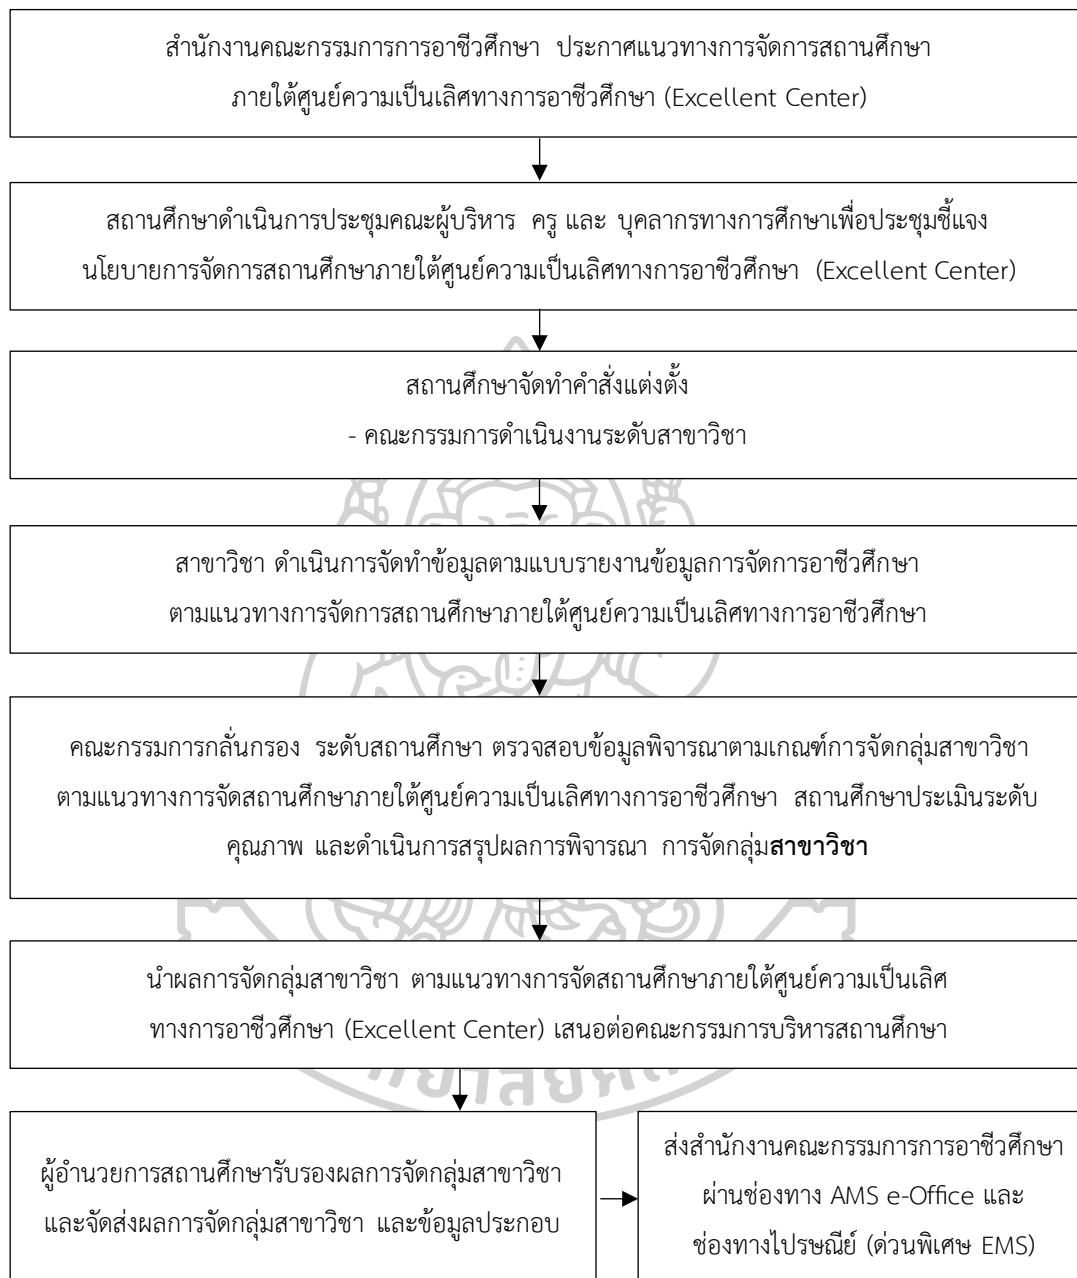 สำนักงานคณะกรรมการการอาชีวศึกษา ประกาศแนวทางการจัดการสถานศึกษา
ภายใต้ศูนย์ความเป็นเลิศทางการอาชีวศึกษา (Excellent Center)
สถานศึกษาดำเนินการประชุมคณะผู้บริหาร ครู และ บุคลากรทางการศึกษาเพื่อประชุมชี้แจง
นโยบายการจัดการสถานศึกษาภายใต้ศูนย์ความเป็นเลิศทางการอาชีวศึกษา (Excellent Center)
สถานศึกษาจัดทำคำสั่งแต่งตั้ง
- คณะกรรมการดำเนินงานระดับสาขาวิชา
สาขาวิชา ดำเนินการจัดทำข้อมูลตามแบบรายงานข้อมูลการจัดการอาชีวศึกษา
ตามแนวทางการจัดการสถานศึกษาภายใต้ศูนย์ความเป็นเลิศทางการอาชีวศึกษา
คณะกรรมการกลั่นกรอง ระดับสถานศึกษา ตรวจสอบข้อมูลพิจารณาตามเกณฑ์การจัดกลุ่มสาขาวิชา
ตามแนวทางการจัดสถานศึกษาภายใต้ศูนย์ความเป็นเลิศทางการอาชีวศึกษา สถานศึกษาประเมินระดับ
คุณภาพ และดำเนินการสรุปผลการพิจารณา การจัดกลุ่มสาขาวิชา
นำผลการจัดกลุ่มสาขาวิชา ตามแนวทางการจัดสถานศึกษาภายใต้ศูนย์ความเป็นเลิศ
ทางการอาชีวศึกษา (Excellent Center) เสนอต่อคณะกรรมการบริหารสถานศึกษา
ผู้อำนวยการสถานศึกษารับรองผลการจัดกลุ่มสาขาวิชา
และจัดส่งผลการจัดกลุ่มสาขาวิชา และข้อมูลประกอบ
ส่งสำนักงานคณะกรรมการการอาชีวศึกษา
ผ่านช่องทาง AMS e-Office และ
ช่องทางไปรษณีย์ (ด่วนพิเศษ EMS)